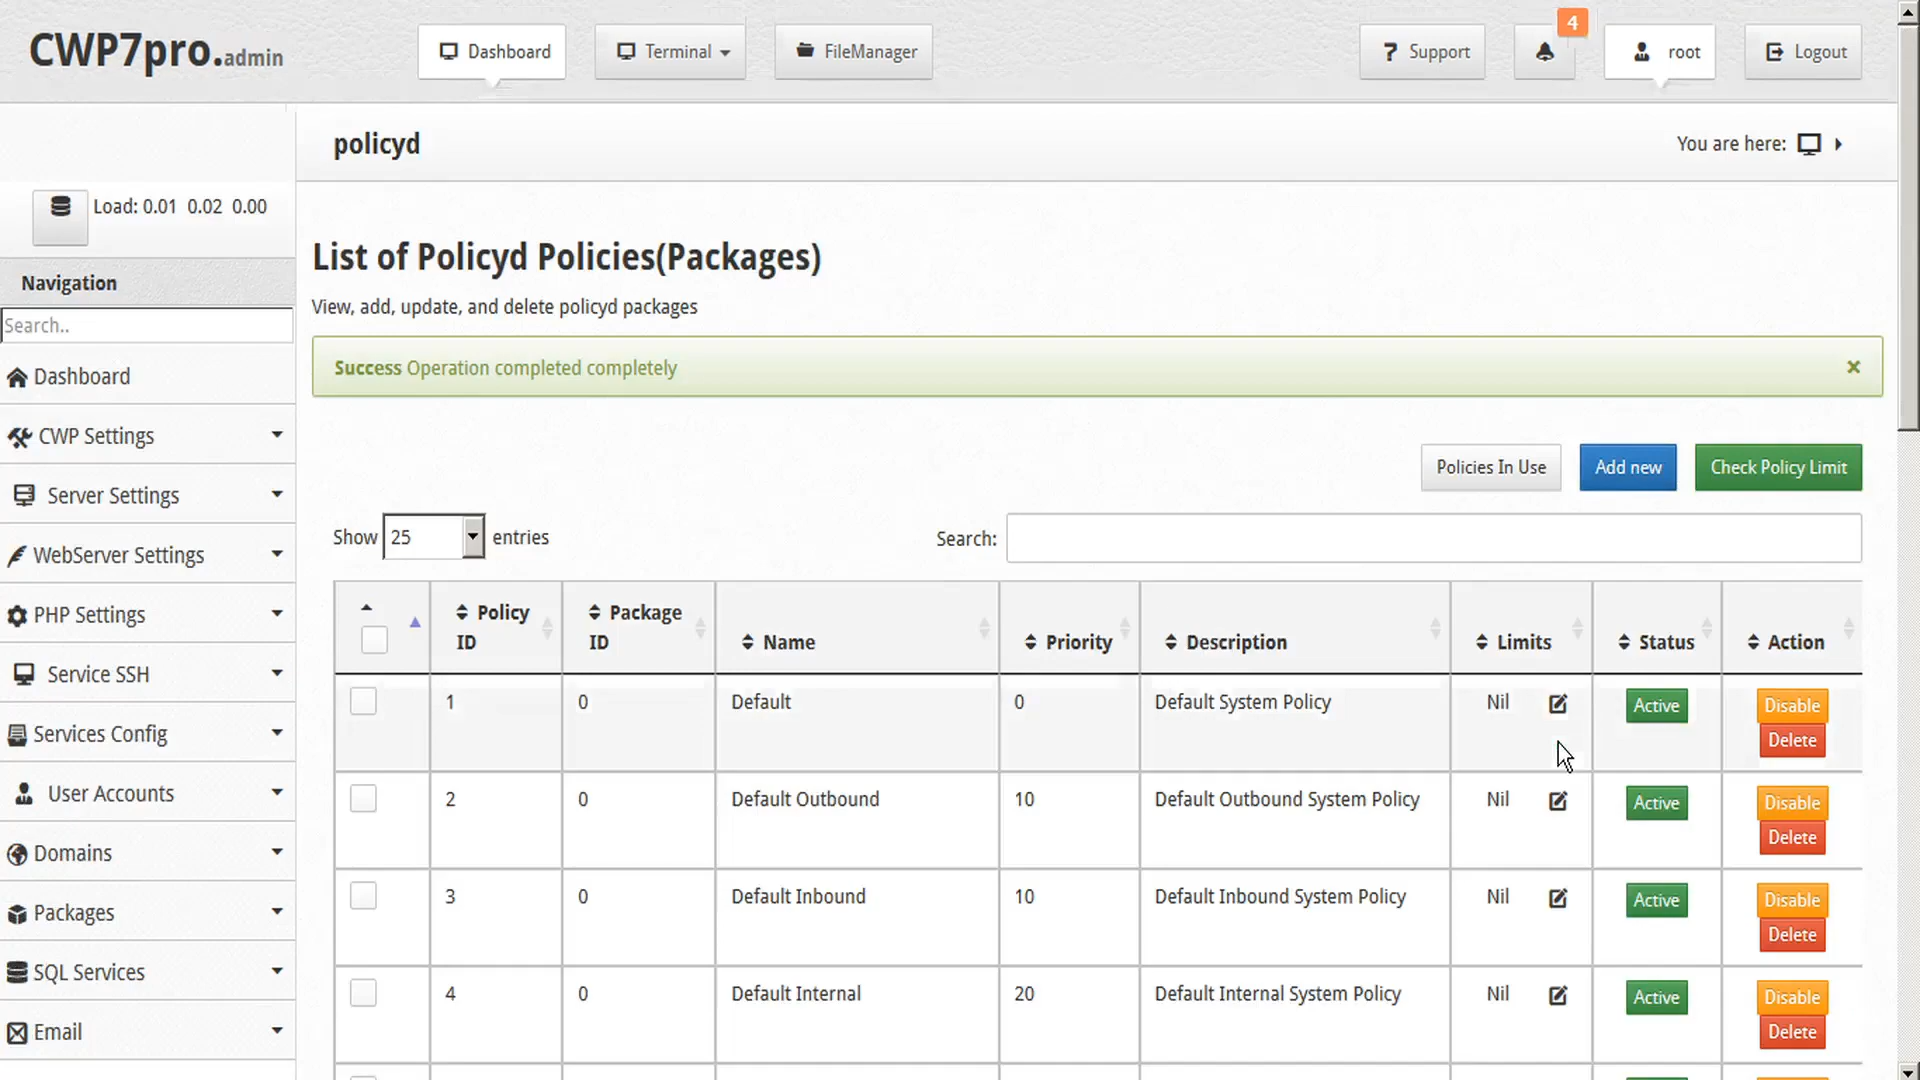 CWP7pro.admin
Dashboard
Terminal
FileManager
? Support
4
root
Logout
policyd
You are here:
Load: 0.01 0.02 0.00
Navigation
Search..
Dashboard
CWP Settings
Server Settings
WebServer Settings
PHP Settings
Service SSH
Services Config
User Accounts
Domains
Packages
SQL Services
Email
List of Policyd Policies(Packages)
View, add, update, and delete policyd packages
Success Operation completed completely
×
Policies In Use
Add new
Check Policy Limit
Show 25 entries
Search:
Policy ID
Package ID
Name
Priority
Description
Limits
Status
Action
1 0 Default 0 Default System Policy Nil Active Disable
Delete
2 0 Default Outbound 10 Default Outbound System Policy Nil Active Disable
Delete
3 0 Default Inbound 10 Default Inbound System Policy Nil Active Disable
Delete
4 0 Default Internal 20 Default Internal System Policy Nil Active Disable
Delete